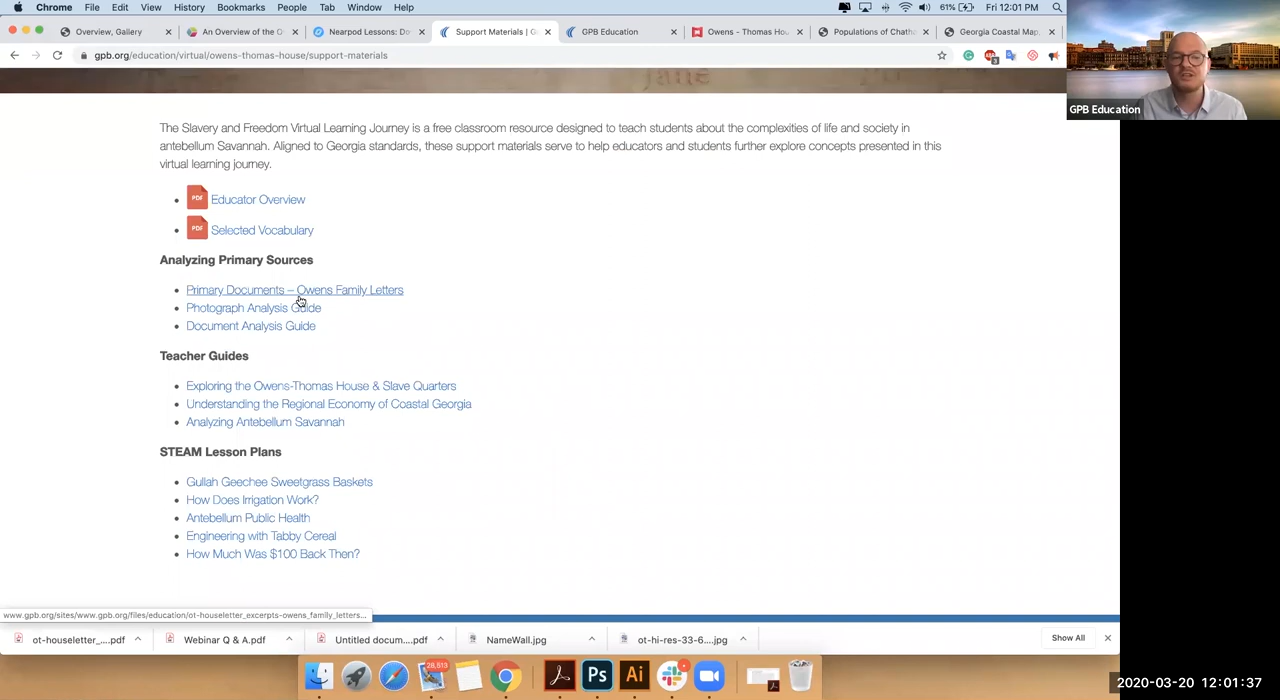 Chrome File Edit View History Bookmarks People Tab Window Help 61% Fri 12:01 PM
Overview, Gallery An Overview of the O Nearpod Lessons: Do Support Materials | G GPB Education Owens - Thomas Hou Populations of Chath Georgia Coastal Map
gpb.org/education/virtual/owens-thomas-house/support-materials
3
GPB Education
Jane
The Slavery and Freedom Virtual Learning Journey is a free classroom resource designed to teach students about the complexities of life and society in
antebellum Savannah. Aligned to Georgia standards, these support materials serve to help educators and students further explore concepts presented in this
virtual learning journey.
• PDF Educator Overview
• PDF Selected Vocabulary
Analyzing Primary Sources
• Primary Documents – Owens Family Letters
• Photograph Analysis Guide
• Document Analysis Guide
Teacher Guides
• Exploring the Owens-Thomas House & Slave Quarters
• Understanding the Regional Economy of Coastal Georgia
• Analyzing Antebellum Savannah
STEAM Lesson Plans
• Gullah Geechee Sweetgrass Baskets
• How Does Irrigation Work?
• Antebellum Public Health
• Engineering with Tabby Cereal
• How Much Was $100 Back Then?
www.gpb.org/sites/www.gpb.org/files/education/ot-houseletter_excerpts-owens_family_letters...
ot-houseletter_....pdf Webinar Q & A.pdf Untitled docum....pdf NameWall.jpg ot-hi-res-33-6....jpg Show All
28,513 Ps Ai
2020-03-20 12:01:37